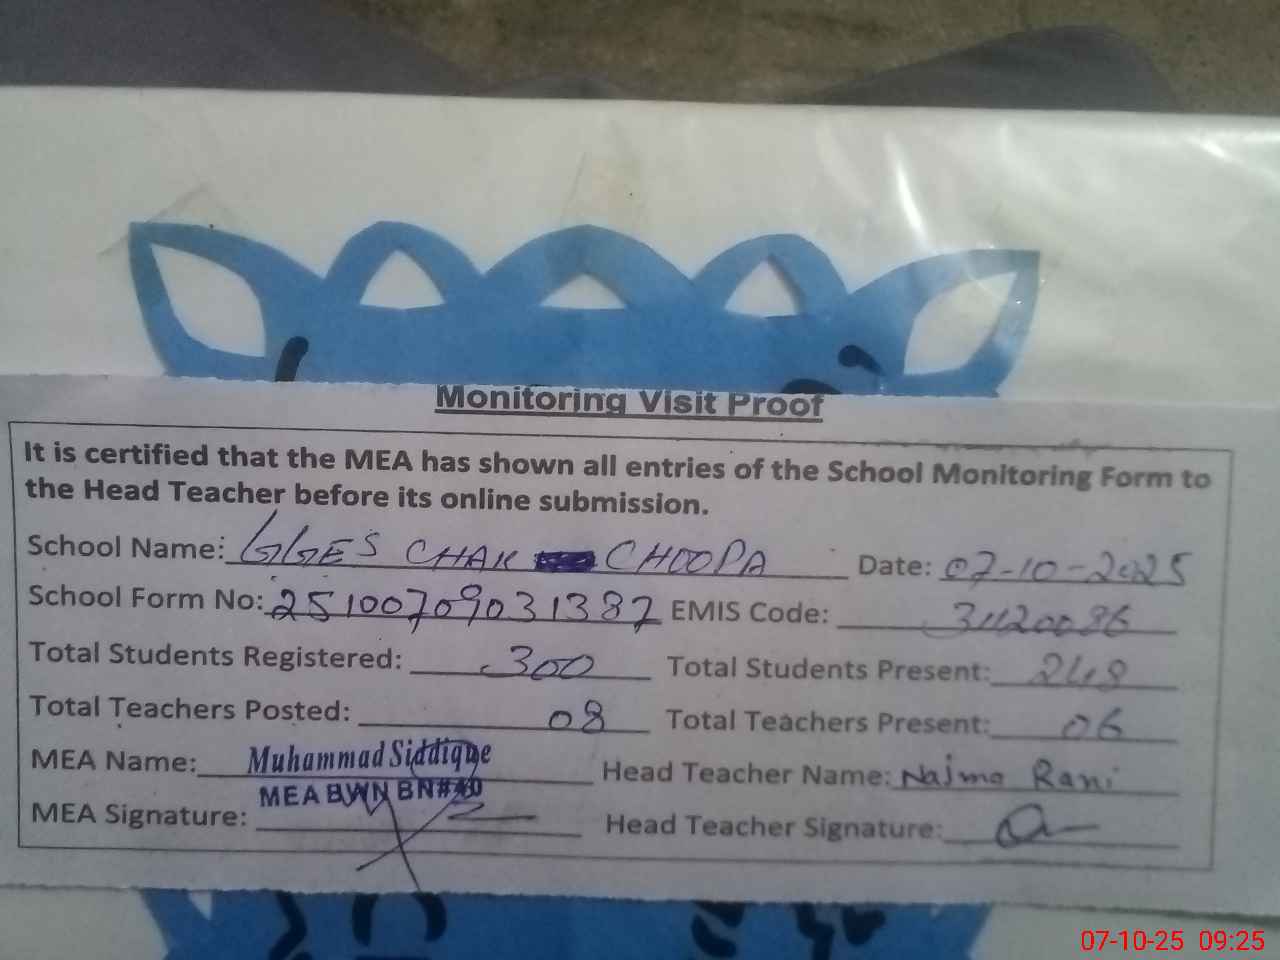 Monitoring Visit Proof
It is certified that the MEA has shown all entries of the School Monitoring Form to
the Head Teacher before its online submission.
School Name: GGES CHAK CHOOPA Date: 07-10-2025
School Form No: 25100709031387 EMIS Code: 31120086
Total Students Registered: 300 Total Students Present: 248
Total Teachers Posted: 08 Total Teachers Present: 06
MEA Name: Muhammad Siddique Head Teacher Name: Najma Rani
MEA BWN BN#40
MEA Signature: Head Teacher Signature:
07-10-25 09:25